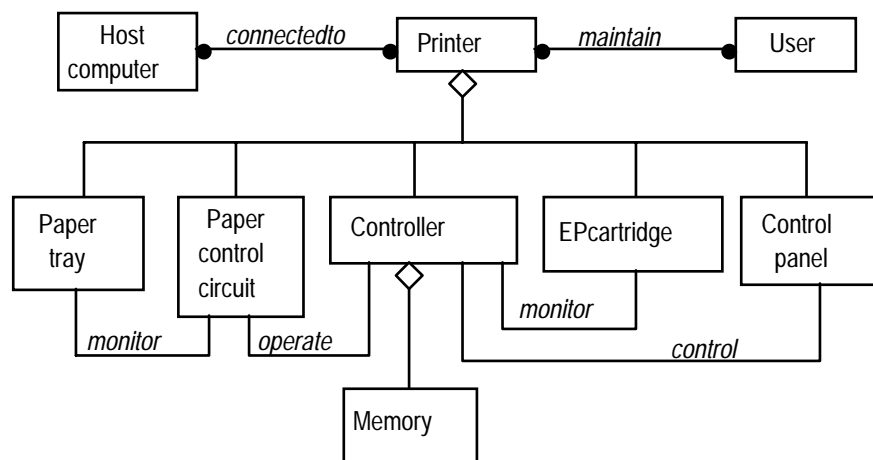 Host
computer
connectedto
Printer
maintain
User
Paper
tray
Paper
control
circuit
Controller
EPcartridge
Control
panel
monitor
operate
monitor
control
Memory